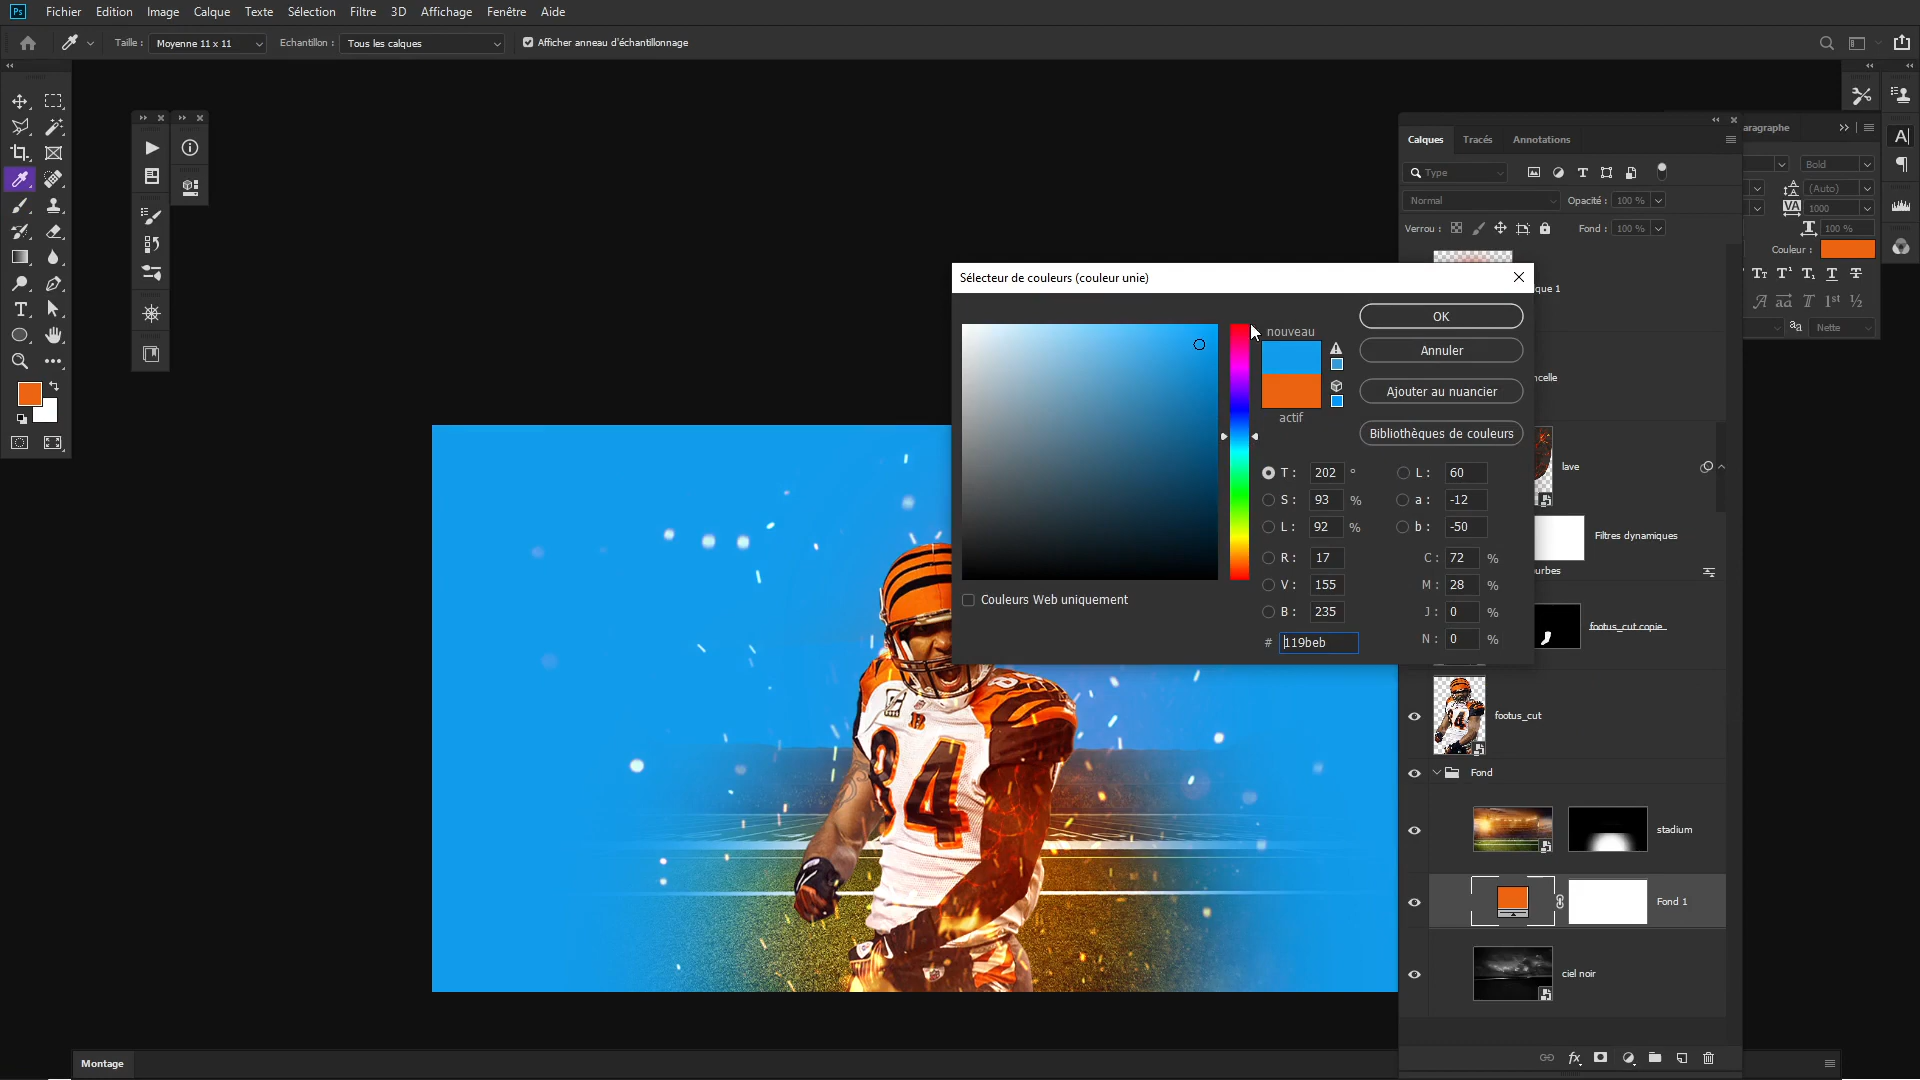 Ps Fichier Edition Image Calque Texte Sélection Filtre 3D Affichage Fenêtre Aide
Taille : Moyenne 11 x 11 Echantillon : Tous les calques Afficher anneau d'échantillonnage
Calques Tracés Annotations
aragraphe
Type
Bold
Normal Opacité : 100 %
(Auto)
VA 1000
Verrou : Fond : 100 %
100 %
Couleur :
Nette
Sélecteur de couleurs (couleur unie)
nouveau
actif
OK
Annuler
Ajouter au nuancier
Bibliothèques de couleurs
T : 202 ° L : 60
S : 93 % a : -12
L : 92 % b : -50
R : 17 C : 72 %
V : 155 M : 28 %
B : 235 J : 0 %
# 119beb N : 0 %
Couleurs Web uniquement
que 1
ncelle
lave
Filtres dynamiques
urbes
footus_cut copie
footus_cut
Fond
stadium
Fond 1
ciel noir
84
Montage
fx